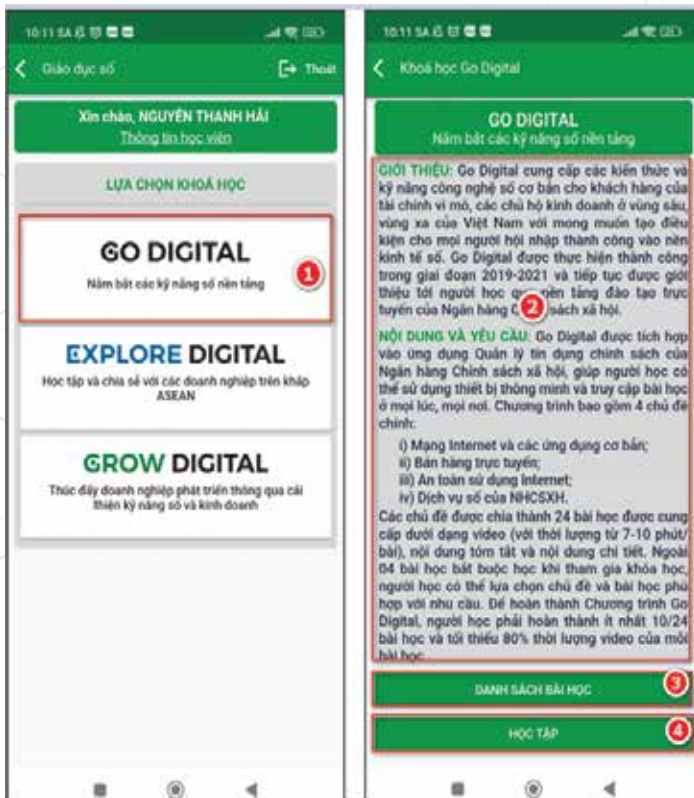 10:11 SA
Giáo dục số
Thoát
Xin chào, NGUYỄN THANH HẢI
Thông tin học viên
LỰA CHỌN KHOÁ HỌC
GO DIGITAL
Nắm bắt các kỹ năng số nền tảng
1
EXPLORE DIGITAL
Học tập và chia sẻ với các doanh nghiệp trên khắp
ASEAN
GROW DIGITAL
Thúc đẩy doanh nghiệp phát triển thông qua cải
thiện kỹ năng số và kinh doanh
10:11 SA
Khoá học Go Digital
GO DIGITAL
Nắm bắt các kỹ năng số nền tảng
GIỚI THIỆU: Go Digital cung cấp các kiến thức và
kỹ năng công nghệ số cơ bản cho khách hàng của
tài chính vi mô, các chủ hộ kinh doanh ở vùng sâu,
vùng xa của Việt Nam với mong muốn tạo điều
kiện cho mọi người hội nhập thành công vào nền
kinh tế số. Go Digital được thực hiện thành công
trong giai đoạn 2019-2021 và tiếp tục được giới
thiệu tới người học nền tảng đào tạo trực
tuyến của Ngân hàng sách xã hội.
2
NỘI DUNG VÀ YÊU CẦU: Go Digital được tích hợp
vào ứng dụng Quản lý tín dụng chính sách của
Ngân hàng Chính sách xã hội, giúp người học có
thể sử dụng thiết bị thông minh và truy cập bài học
ở mọi lúc, mọi nơi. Chương trình bao gồm 4 chủ đề
chính:
i) Mạng Internet và các ứng dụng cơ bản;
ii) Bán hàng trực tuyến;
iii) An toàn sử dụng Internet;
iv) Dịch vụ số của NHCSXH.
Các chủ đề được chia thành 24 bài học được cung
cấp dưới dạng video (với thời lượng từ 7-10 phút/
bài), nội dung tóm tắt và nội dung chi tiết. Ngoài
04 bài học bắt buộc học khi tham gia khóa học,
người học có thể lựa chọn chủ đề và bài học phù
hợp với nhu cầu. Để hoàn thành Chương trình Go
Digital, người học phải hoàn thành ít nhất 10/24
bài học và tối thiểu 80% thời lượng video của mỗi
bài học
DANH SÁCH BÀI HỌC
3
HỌC TẬP
4